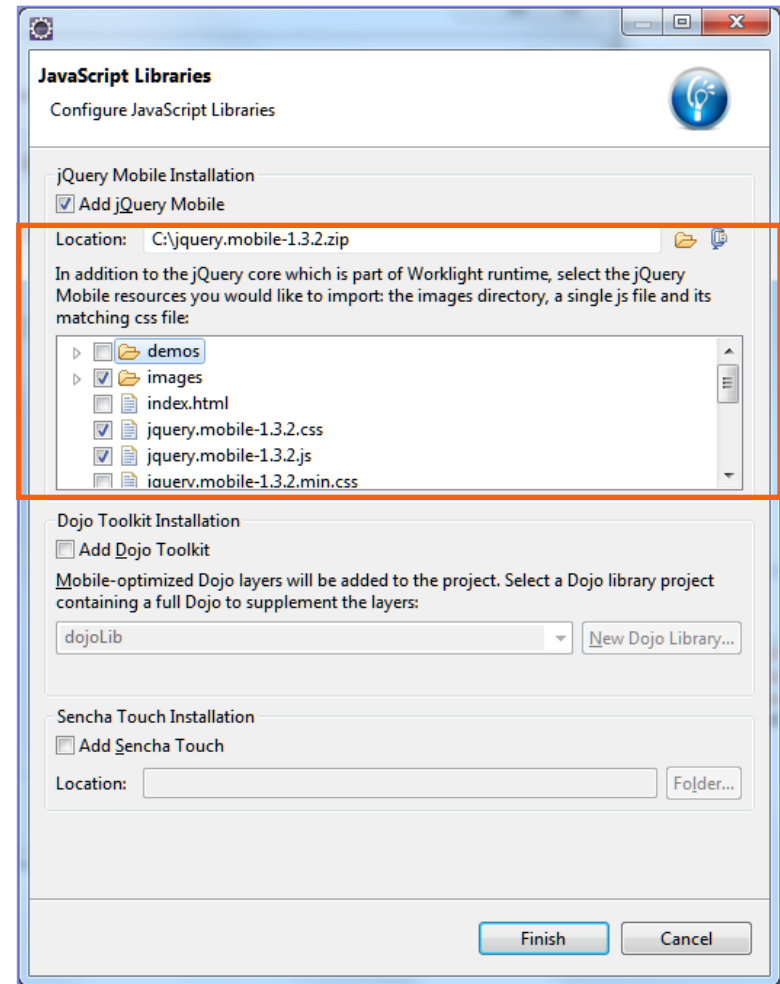 JavaScript Libraries
Configure JavaScript Libraries
jQuery Mobile Installation
Add jQuery Mobile
Location: C:\jquery.mobile-1.3.2.zip
In addition to the jQuery core which is part of Worklight runtime, select the jQuery
Mobile resources you would like to import: the images directory, a single js file and its
matching css file:
demos
images
index.html
jquery.mobile-1.3.2.css
jquery.mobile-1.3.2.js
jquery.mobile-1.3.2.min.css
Dojo Toolkit Installation
Add Dojo Toolkit
Mobile-optimized Dojo layers will be added to the project. Select a Dojo library project
containing a full Dojo to supplement the layers:
dojoLib New Dojo Library...
Sencha Touch Installation
Add Sencha Touch
Location: Folder...
Finish Cancel